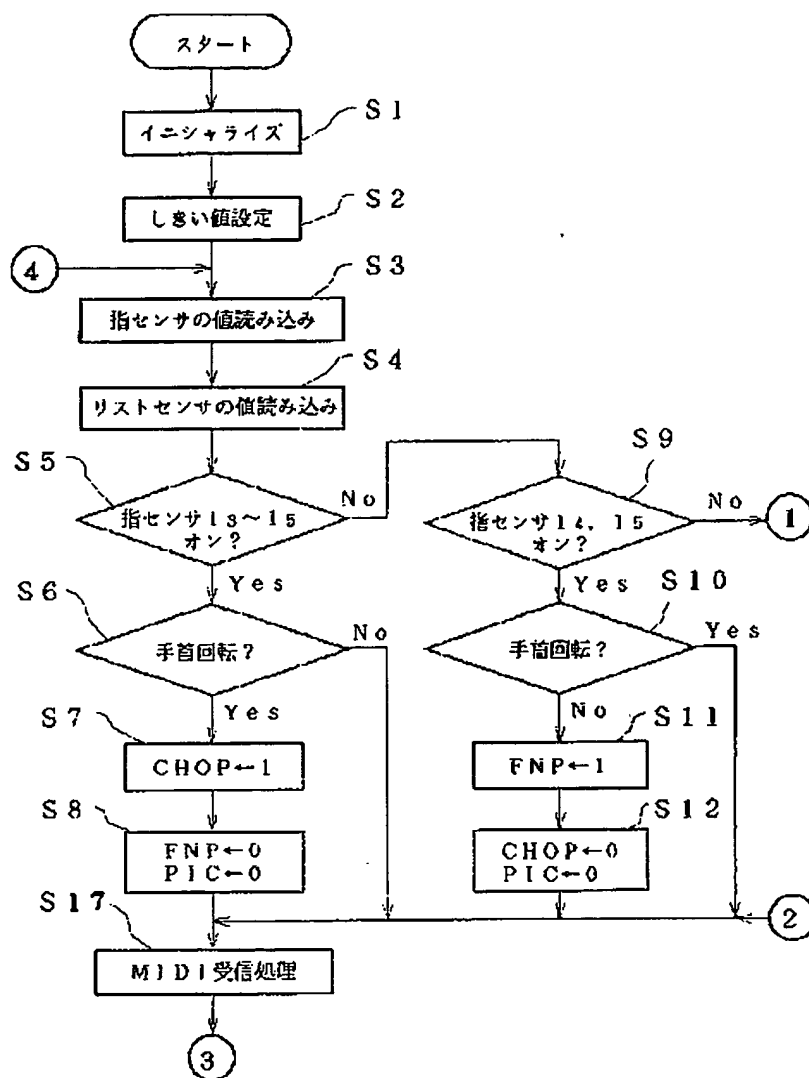 スタート
S1
イニシャライズ
S2
しきい値設定
4
S3
指センサの値読み込み
S4
リストセンサの値読み込み
S5
指センサ13～15
オン?
No
Yes
S9
指センサ14，15
オン?
No
1
Yes
S6
手首回転?
No
Yes
S10
手首回転?
Yes
No
S7
CHOP←1
S11
FNP←1
S8
FNP←0
PIC←0
S12
CHOP←0
PIC←0
2
S17
MIDI受信処理
3